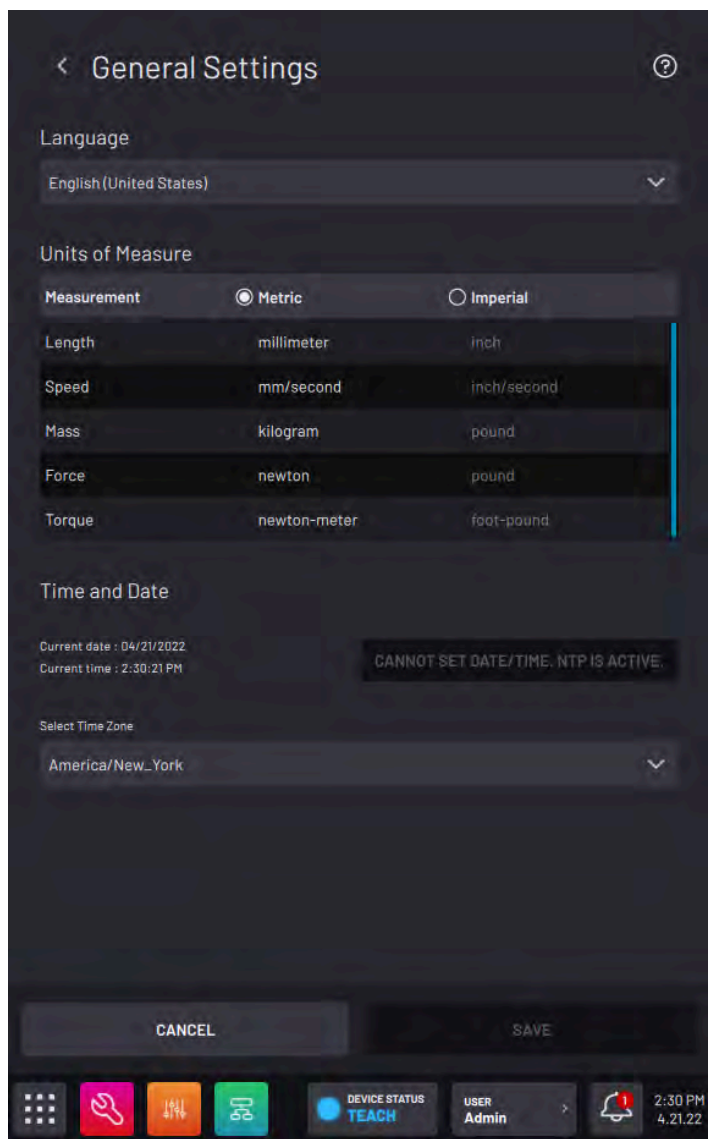 General Settings
Language
English (United States)
Units of Measure
Measurement Metric Imperial
Length millimeter inch
Speed mm/second inch/second
Mass kilogram pound
Force newton pound
Torque newton-meter foot-pound
Time and Date
Current date : 04/21/2022
Current time : 2:30:21 PM
CANNOT SET DATE/TIME. NTP IS ACTIVE.
Select Time Zone
America/New_York
CANCEL SAVE
DEVICE STATUS
TEACH
USER
Admin
1
2:30 PM
4.21.22